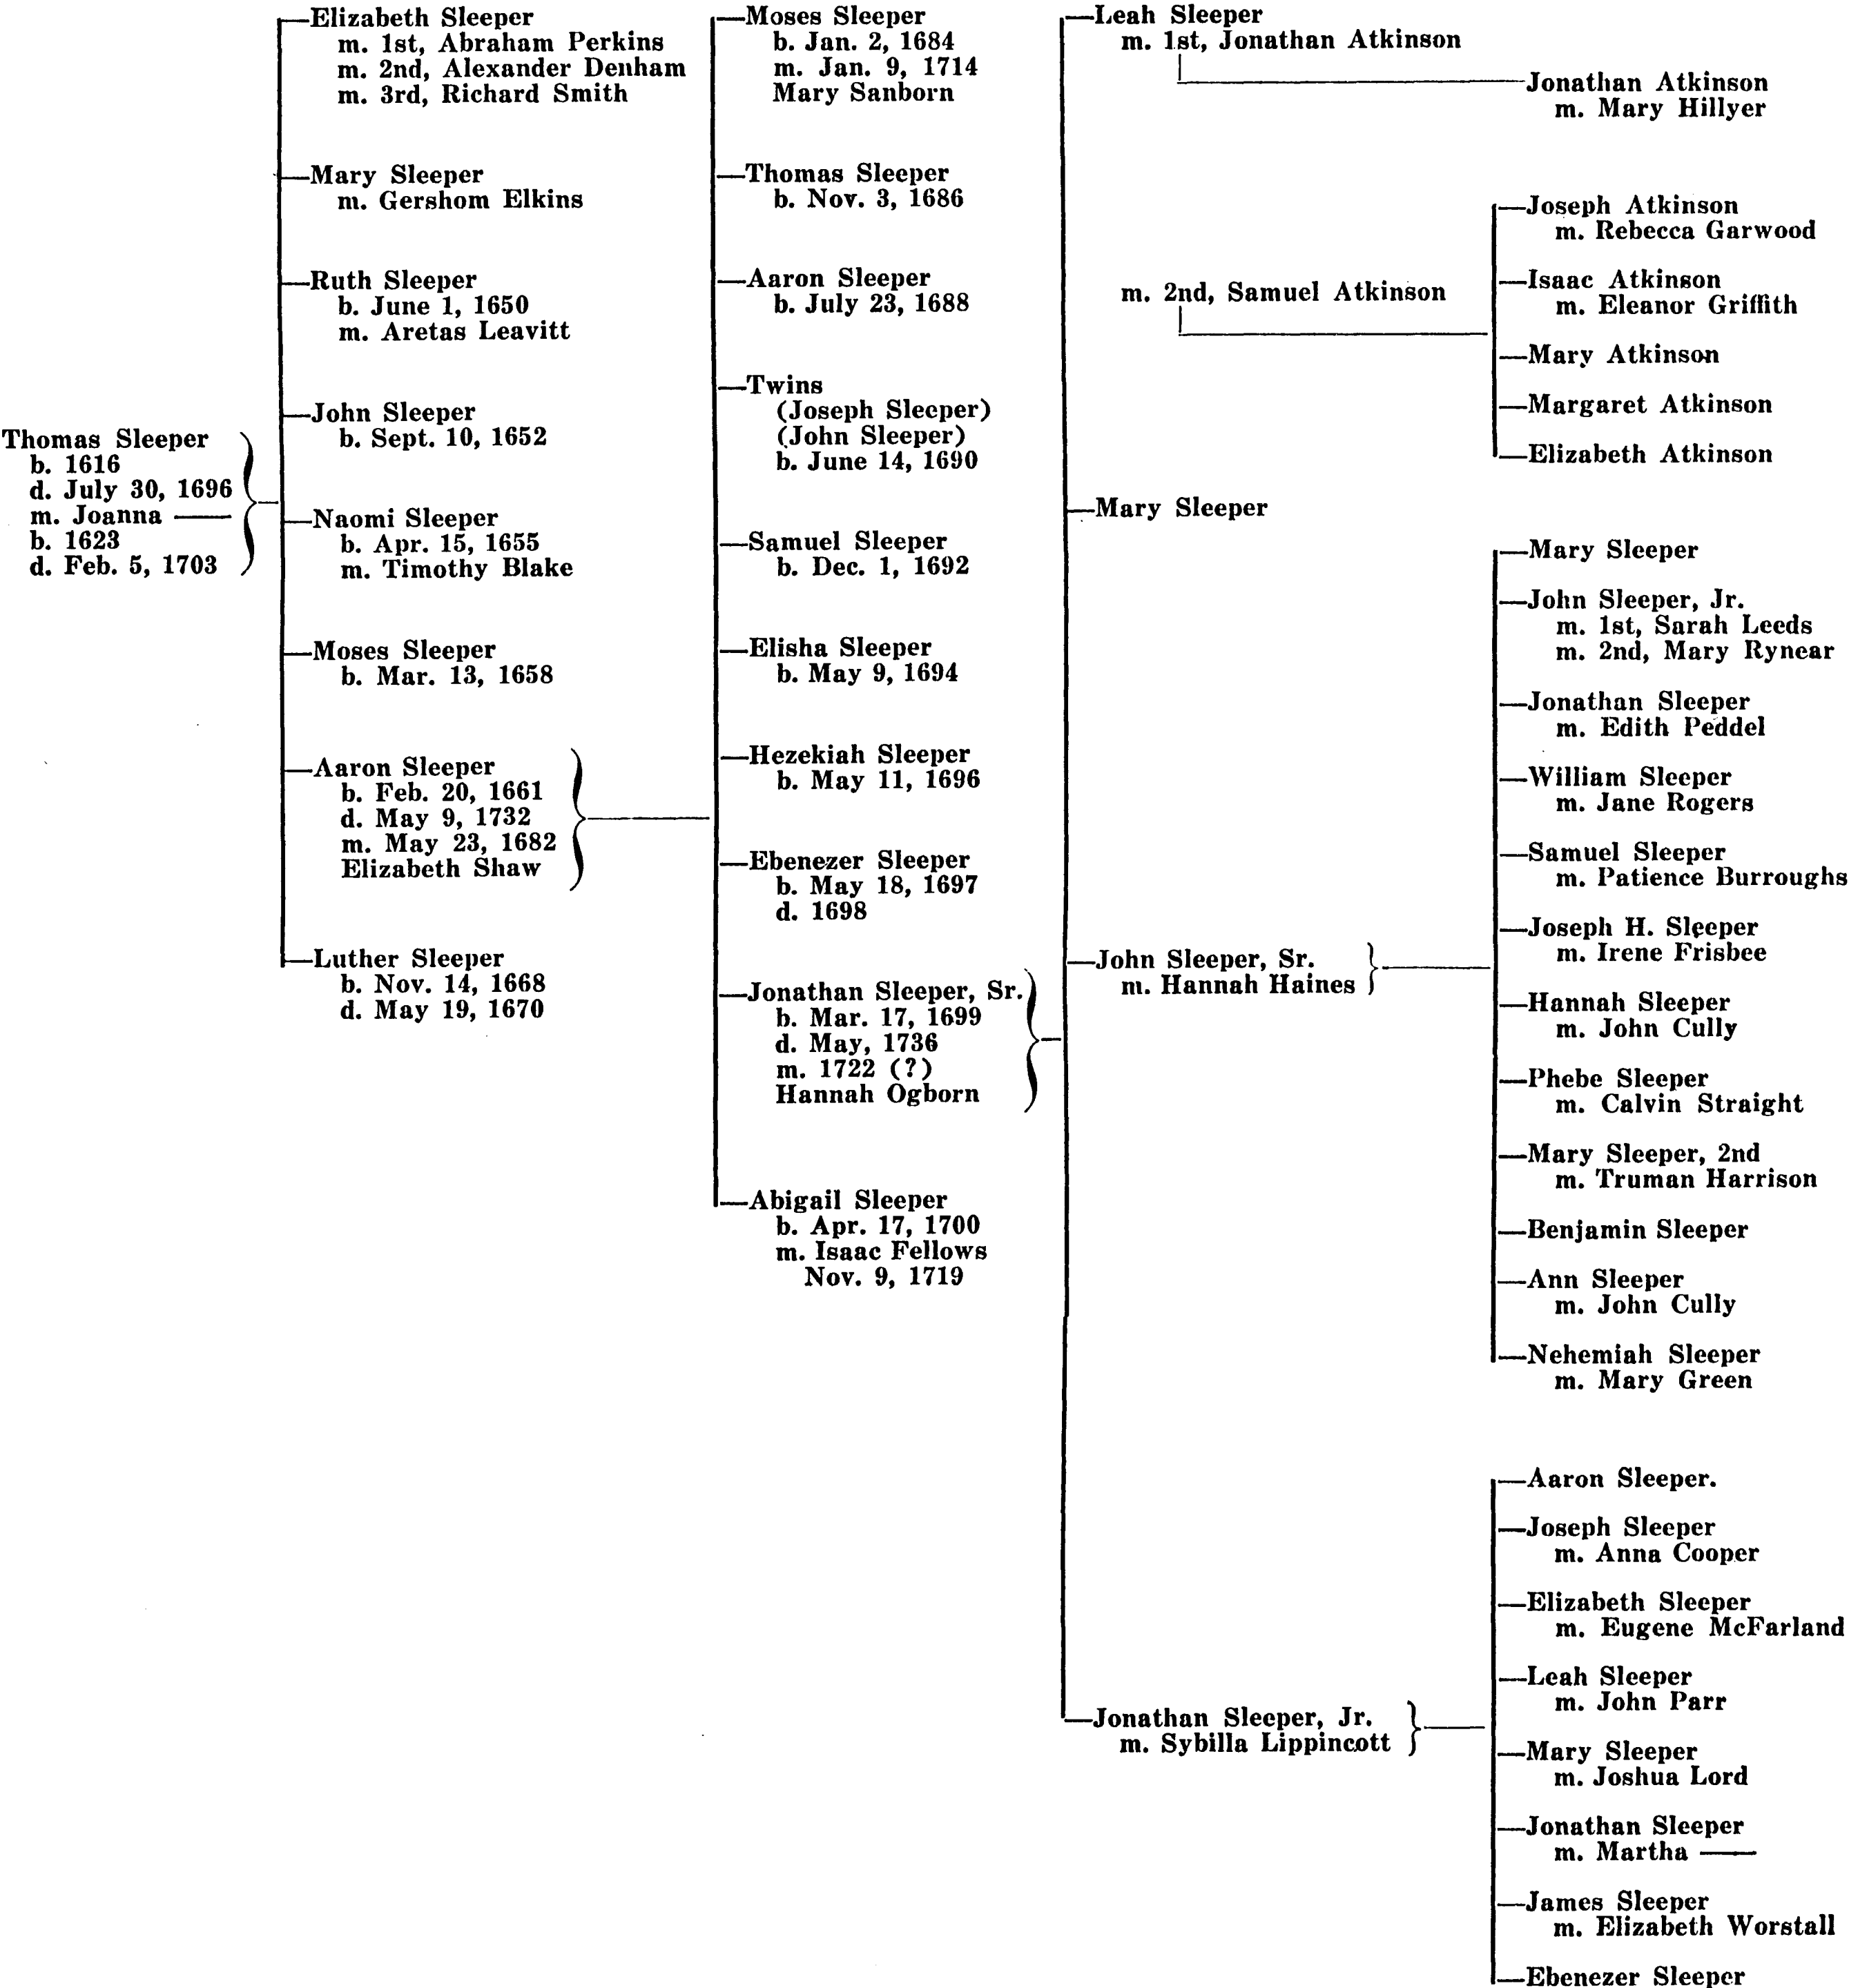 Thomas Sleeper
b. 1616
d. July 30, 1696
m. Joanna ——
b. 1623
d. Feb. 5, 1703
Elizabeth Sleeper
m. 1st, Abraham Perkins
m. 2nd, Alexander Denham
m. 3rd, Richard Smith
Mary Sleeper
m. Gershom Elkins
Ruth Sleeper
b. June 1, 1650
m. Aretas Leavitt
John Sleeper
b. Sept. 10, 1652
Naomi Sleeper
b. Apr. 15, 1655
m. Timothy Blake
Moses Sleeper
b. Mar. 13, 1658
Aaron Sleeper
b. Feb. 20, 1661
d. May 9, 1732
m. May 23, 1682
Elizabeth Shaw
Luther Sleeper
b. Nov. 14, 1668
d. May 19, 1670
Moses Sleeper
b. Jan. 2, 1684
m. Jan. 9, 1714
Mary Sanborn
Thomas Sleeper
b. Nov. 3, 1686
Aaron Sleeper
b. July 23, 1688
Twins
(Joseph Sleeper)
(John Sleeper)
b. June 14, 1690
Samuel Sleeper
b. Dec. 1, 1692
Elisha Sleeper
b. May 9, 1694
Hezekiah Sleeper
b. May 11, 1696
Ebenezer Sleeper
b. May 18, 1697
d. 1698
Jonathan Sleeper, Sr.
b. Mar. 17, 1699
d. May, 1736
m. 1722 (?)
Hannah Ogborn
Abigail Sleeper
b. Apr. 17, 1700
m. Isaac Fellows
Nov. 9, 1719
Leah Sleeper
m. 1st, Jonathan Atkinson
m. 2nd, Samuel Atkinson
Mary Sleeper
John Sleeper, Sr.
m. Hannah Haines
Jonathan Sleeper, Jr.
m. Sybilla Lippincott
Jonathan Atkinson
m. Mary Hillyer
Joseph Atkinson
m. Rebecca Garwood
Isaac Atkinson
m. Eleanor Griffith
Mary Atkinson
Margaret Atkinson
Elizabeth Atkinson
Mary Sleeper
John Sleeper, Jr.
m. 1st, Sarah Leeds
m. 2nd, Mary Rynear
Jonathan Sleeper
m. Edith Peddel
William Sleeper
m. Jane Rogers
Samuel Sleeper
m. Patience Burroughs
Joseph H. Sleeper
m. Irene Frisbee
Hannah Sleeper
m. John Cully
Phebe Sleeper
m. Calvin Straight
Mary Sleeper, 2nd
m. Truman Harrison
Benjamin Sleeper
Ann Sleeper
m. John Cully
Nehemiah Sleeper
m. Mary Green
Aaron Sleeper.
Joseph Sleeper
m. Anna Cooper
Elizabeth Sleeper
m. Eugene McFarland
Leah Sleeper
m. John Parr
Mary Sleeper
m. Joshua Lord
Jonathan Sleeper
m. Martha ——
James Sleeper
m. Elizabeth Worstall
Ebenezer Sleeper